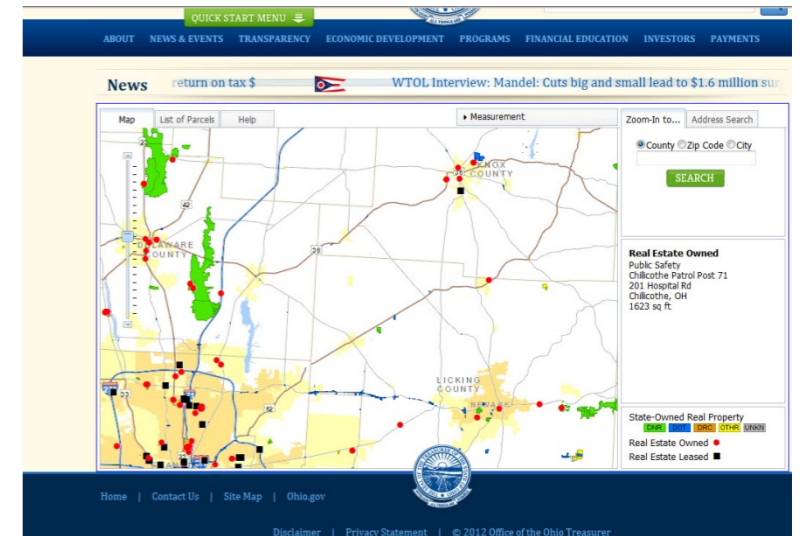 QUICK START MENU
ABOUT NEWS & EVENTS TRANSPARENCY ECONOMIC DEVELOPMENT PROGRAMS FINANCIAL EDUCATION INVESTORS PAYMENTS
News return on tax $ WTOL Interview: Mandel: Cuts big and small lead to $1.6 million sur
Map List of Parcels Help Measurement Zoom-In to... Address Search
County Zip Code City
SEARCH
KNOX
COUNTY
42
DELAWARE
COUNTY
36
Real Estate Owned
Public Safety
Chillicothe Patrol Post 71
201 Hospital Rd
Chillicothe, OH
1623 sq ft
LICKING
COUNTY
33
NEWARK
62
State-Owned Real Property
DNR DOT DRC OTHR UNKN
Real Estate Owned
Real Estate Leased
Home | Contact Us | Site Map | Ohio.gov
Disclaimer | Privacy Statement | © 2012 Office of the Ohio Treasurer